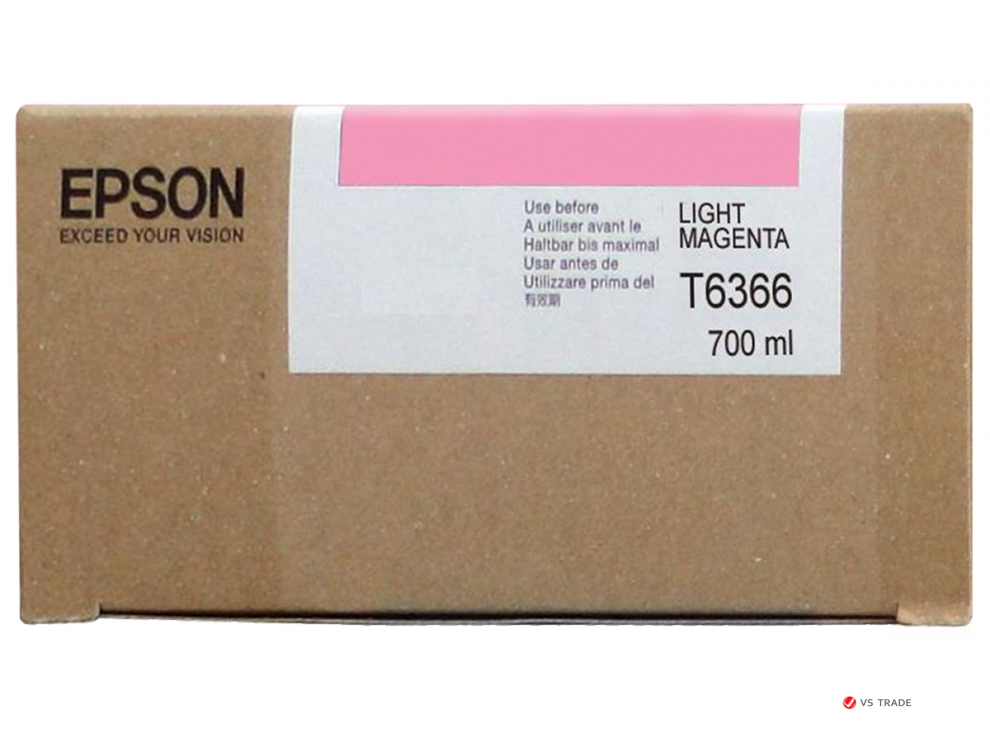 EPSON
EXCEED YOUR VISION
Use before
A utiliser avant le
Haltbar bis maximal
Usar antes de
Utilizzare prima del
有效期
LIGHT
MAGENTA
T6366
700 ml
VS TRADE